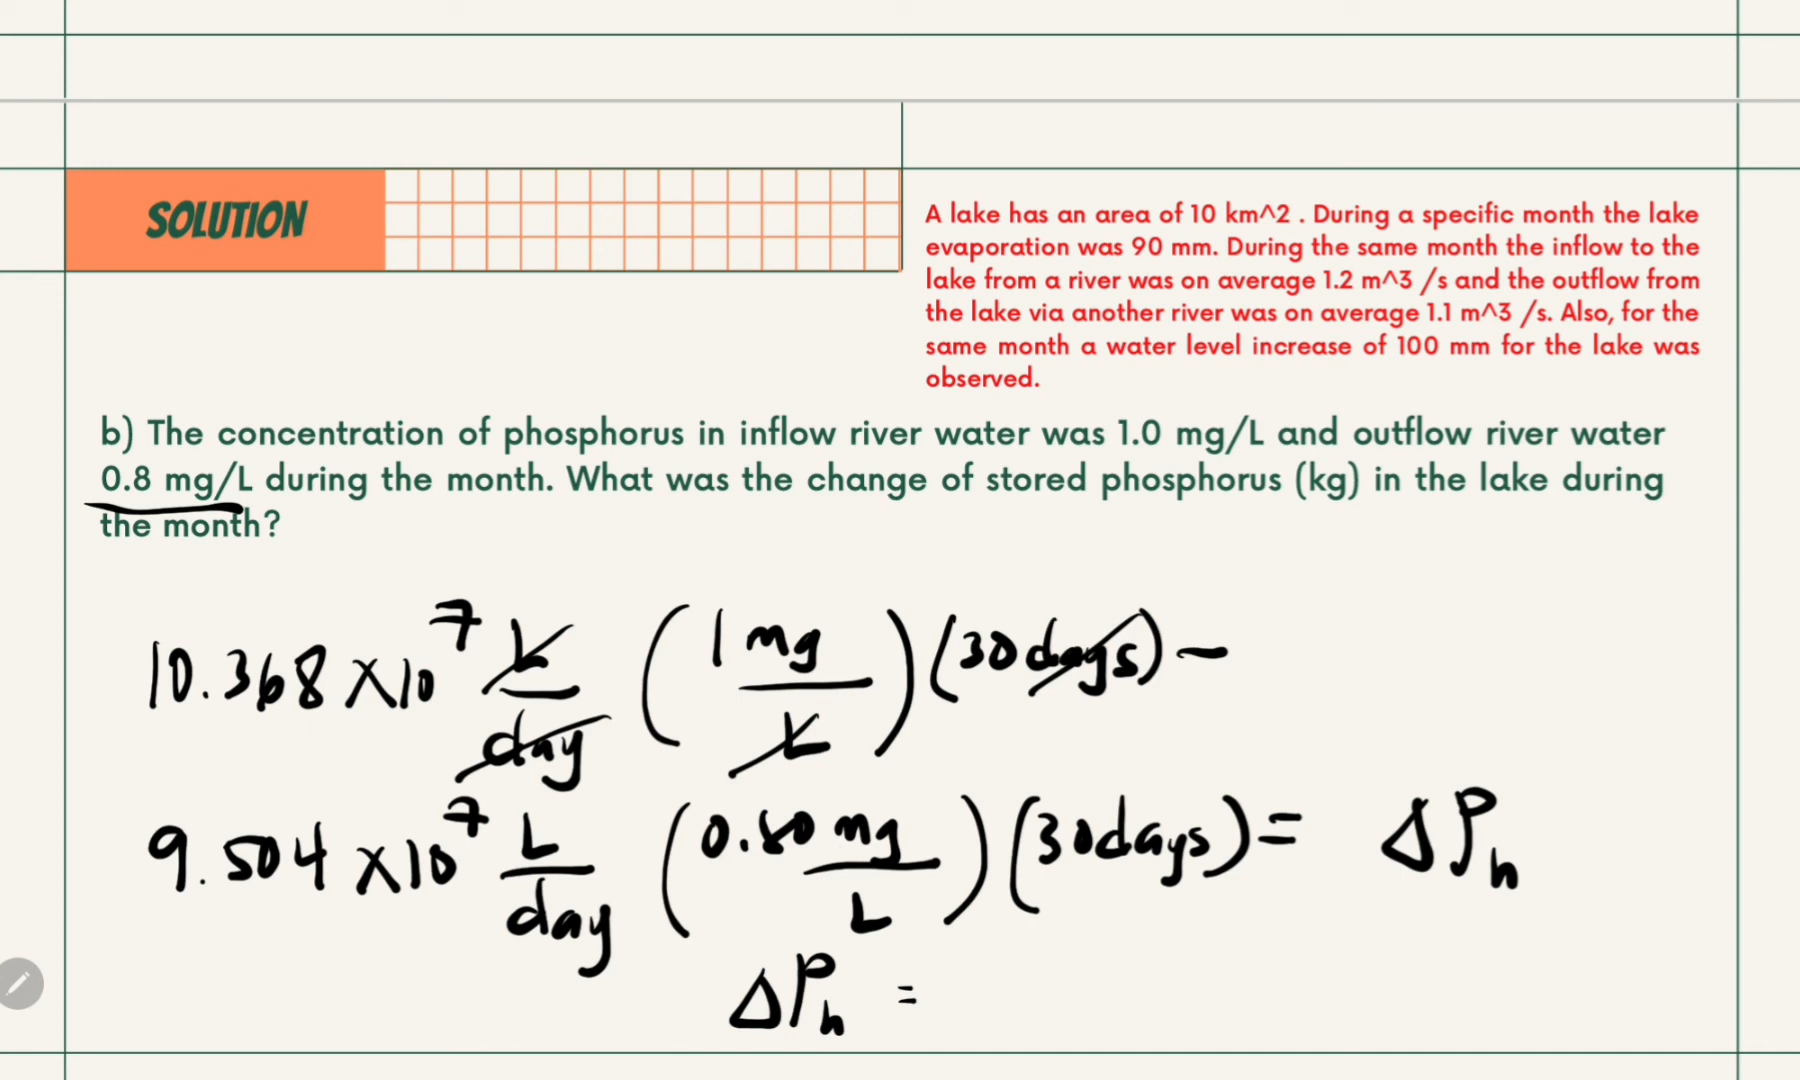 SOLUTION
A lake has an area of 10 km^2 . During a specific month the lake
evaporation was 90 mm. During the same month the inflow to the
lake from a river was on average 1.2 m^3 /s and the outflow from
the lake via another river was on average 1.1 m^3 /s. Also, for the
same month a water level increase of 100 mm for the lake was
observed.
b) The concentration of phosphorus in inflow river water was 1.0 mg/L and outflow river water
0.8 mg/L during the month. What was the change of stored phosphorus (kg) in the lake during
the month?
10.368 x10^7 L/day (1 mg/L) (30 days) -
9.504 x10^7 L/day (0.80 mg/L) (30 days) = ΔPh
ΔPh =